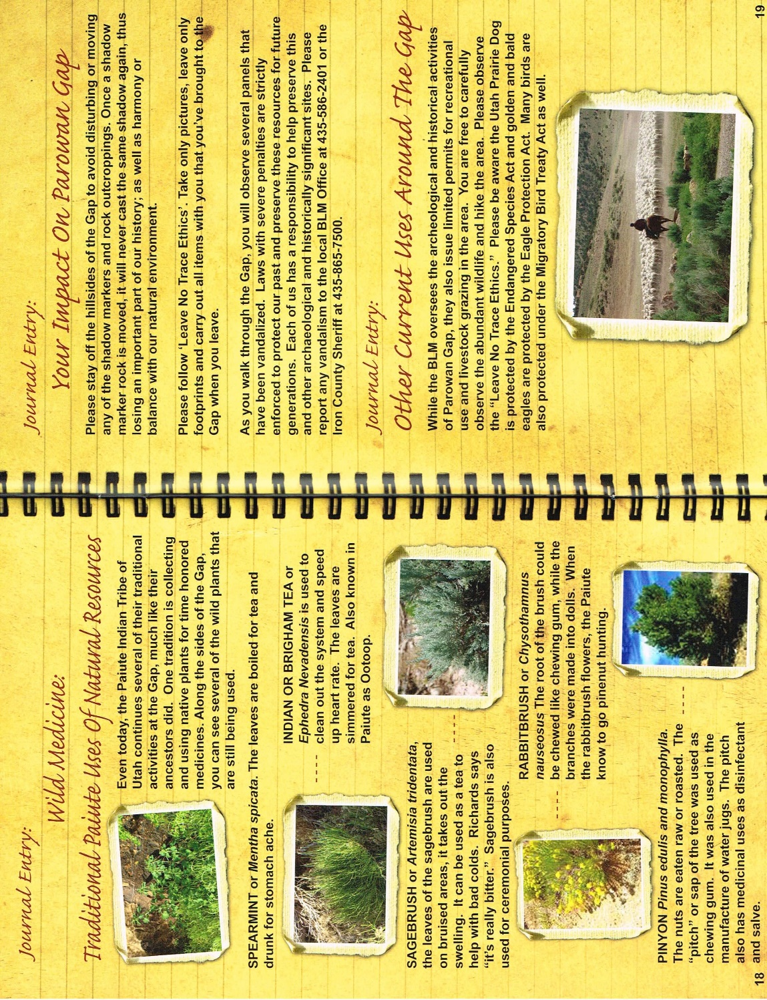 Journal Entry:
Wild Medicine:
Traditional Paiute Uses Of Natural Resources
Even today, the Paiute Indian Tribe of
Utah continues several of their traditional
activities at the Gap, much like their
ancestors did. One tradition is collecting
and using native plants for time honored
medicines. Along the sides of the Gap,
you can see several of the wild plants that
are still being used.
SPEARMINT or Mentha spicata. The leaves are boiled for tea and
drunk for stomach ache.
INDIAN OR BRIGHAM TEA or
Ephedra Nevadensis is used to
clean out the system and speed
up heart rate. The leaves are
simmered for tea. Also known in
Paiute as Ootoop.
SAGEBRUSH or Artemisia tridentata,
the leaves of the sagebrush are used
on bruised areas, it takes out the
swelling. It can be used as a tea to
help with bad colds. Richards says
“it’s really bitter.” Sagebrush is also
used for ceremonial purposes.
RABBITBRUSH or Chysothamnus
nauseosus The root of the brush could
be chewed like chewing gum, while the
branches were made into dolls. When
the rabbitbrush flowers, the Paiute
know to go pinenut hunting.
PINYON Pinus edulis and monophylla.
The nuts are eaten raw or roasted. The
“pitch” or sap of the tree was used as
chewing gum. It was also used in the
manufacture of water jugs. The pitch
also has medicinal uses as disinfectant
and salve.
18
Journal Entry:
Your Impact On Parowan Gap
Please stay off the hillsides of the Gap to avoid disturbing or moving
any of the shadow markers and rock outcroppings. Once a shadow
marker rock is moved, it will never cast the same shadow again, thus
losing an important part of our history; as well as harmony or
balance with our natural environment.
Please follow ‘Leave No Trace Ethics’. Take only pictures, leave only
footprints and carry out all items with you that you’ve brought to the
Gap when you leave.
As you walk through the Gap, you will observe several panels that
have been vandalized. Laws with severe penalties are strictly
enforced to protect our past and preserve these resources for future
generations. Each of us has a responsibility to help preserve this
and other archaeological and historically significant sites. Please
report any vandalism to the local BLM Office at 435-586-2401 or the
Iron County Sheriff at 435-865-7500.
Journal Entry:
Other Current Uses Around The Gap
While the BLM oversees the archeological and historical activities
of Parowan Gap, they also issue limited permits for recreational
use and livestock grazing in the area. You are free to carefully
observe the abundant wildlife and hike the area. Please observe
the “Leave No Trace Ethics.” Please be aware the Utah Prairie Dog
is protected by the Endangered Species Act and golden and bald
eagles are protected by the Eagle Protection Act. Many birds are
also protected under the Migratory Bird Treaty Act as well.
19